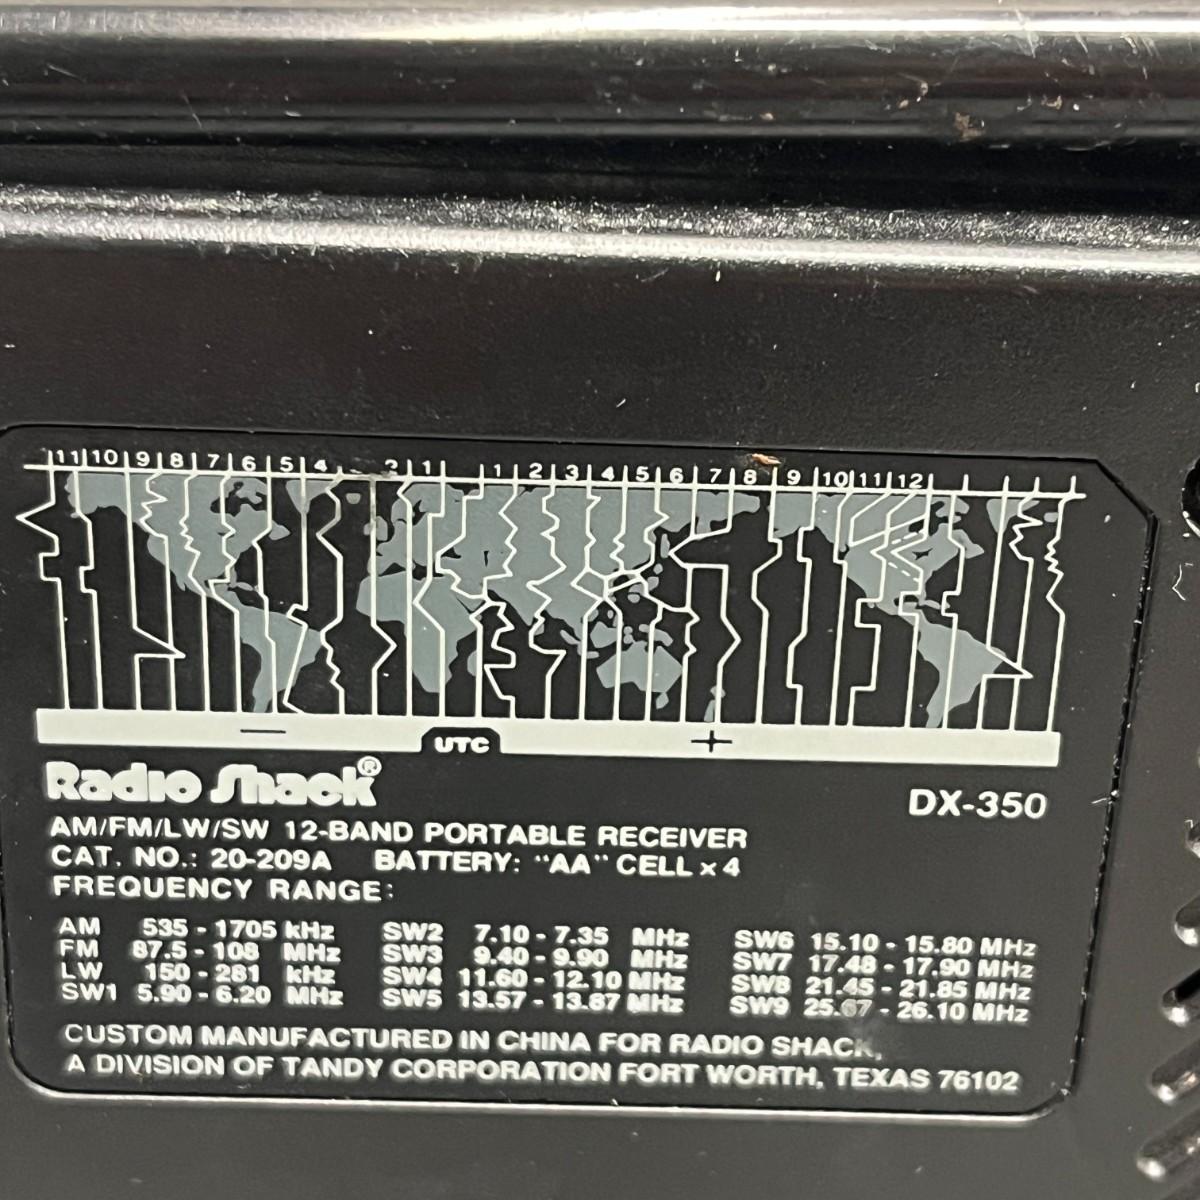 11 10 9 8 7 6 5 4 2 1 1 2 3 4 5 6 7 8 9 10 11 12
— UTC +
Radio Shack® DX-350
AM/FM/LW/SW 12-BAND PORTABLE RECEIVER
CAT. NO.: 20-209A BATTERY: "AA" CELL x 4
FREQUENCY RANGE:
AM 535 - 1705 kHz SW2 7.10 - 7.35 MHz SW6 15.10 - 15.80 MHz
FM 87.5 - 108 MHz SW3 9.40 - 9.90 MHz SW7 17.48 - 17.90 MHz
LW 150 - 281 kHz SW4 11.60 - 12.10 MHz SW8 21.45 - 21.85 MHz
SW1 5.90 - 6.20 MHz SW5 13.57 - 13.87 MHz SW9 25.67 - 26.10 MHz
CUSTOM MANUFACTURED IN CHINA FOR RADIO SHACK,
A DIVISION OF TANDY CORPORATION FORT WORTH, TEXAS 76102